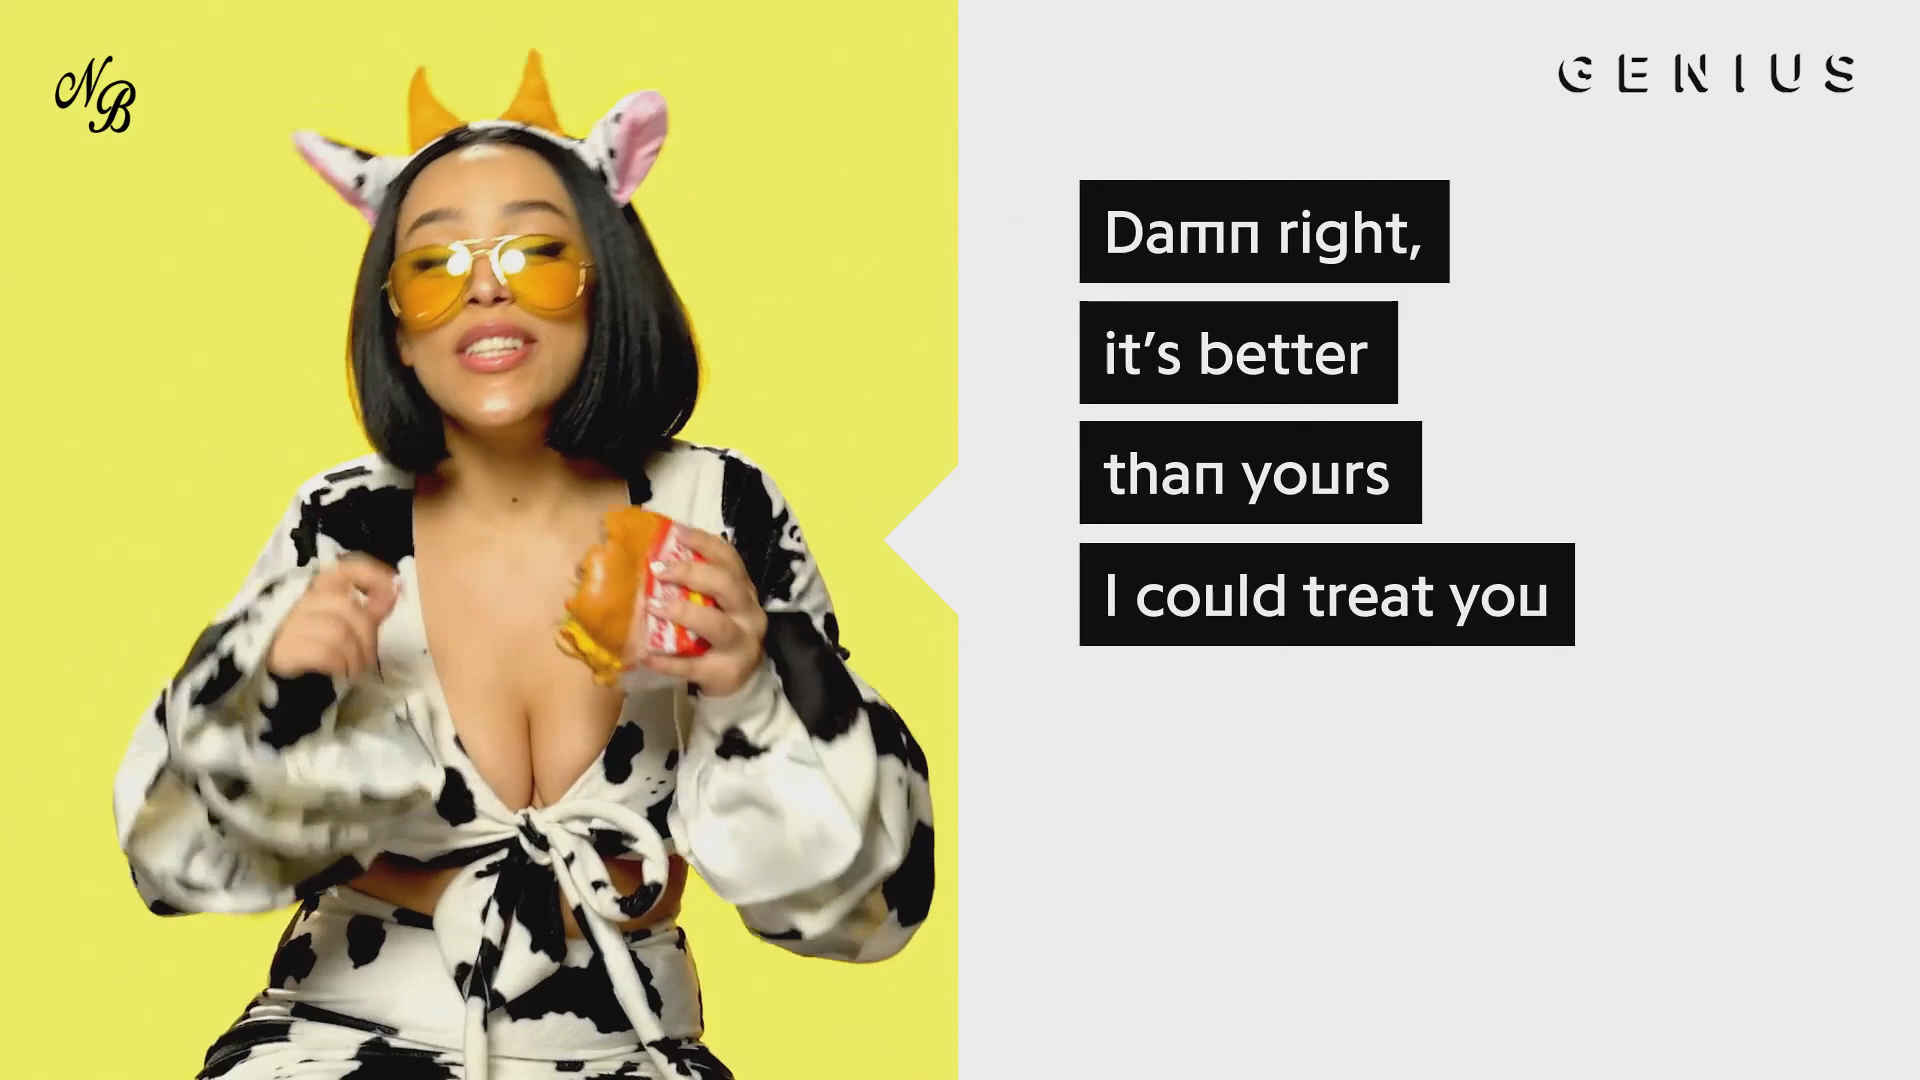 NB
GENIUS
Damn right,
it's better
than yours
I could treat you